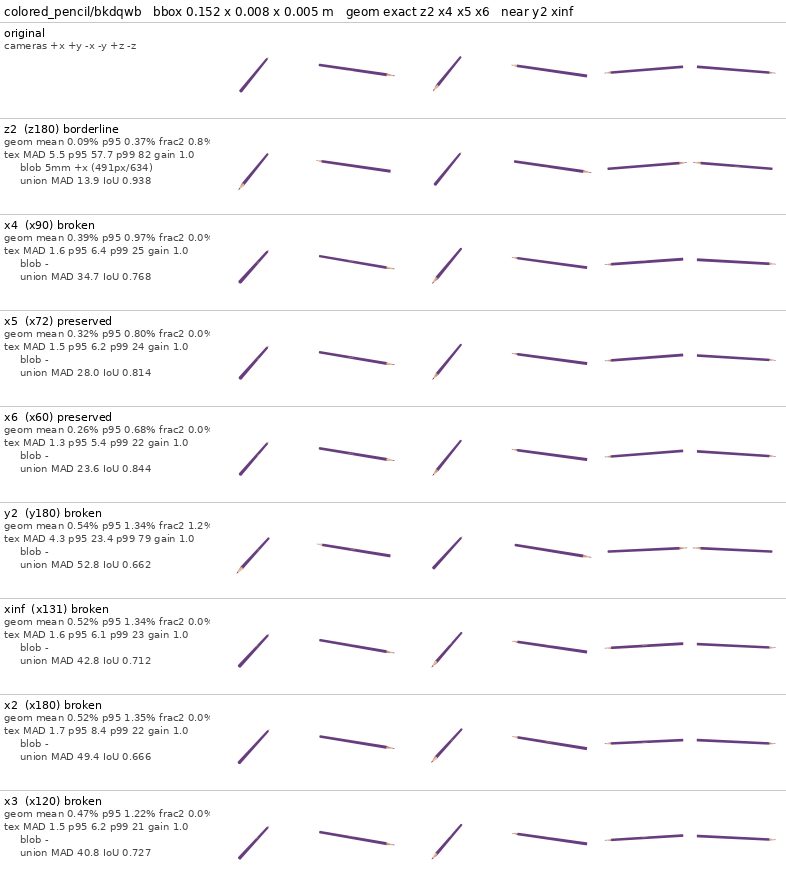 colored_pencil/bkdqwb   bbox 0.152 x 0.008 x 0.005 m   geom exact z2 x4 x5 x6   near y2 xinf
original
cameras +x +y -x -y +z -z
z2  (z180) borderline
geom mean 0.09% p95 0.37% frac2 0.8%
tex MAD 5.5 p95 57.7 p99 82 gain 1.0
blob 5mm +x (491px/634)
union MAD 13.9 IoU 0.938
x4  (x90) broken
geom mean 0.39% p95 0.97% frac2 0.0%
tex MAD 1.6 p95 6.4 p99 25 gain 1.0
blob -
union MAD 34.7 IoU 0.768
x5  (x72) preserved
geom mean 0.32% p95 0.80% frac2 0.0%
tex MAD 1.5 p95 6.2 p99 24 gain 1.0
blob -
union MAD 28.0 IoU 0.814
x6  (x60) preserved
geom mean 0.26% p95 0.68% frac2 0.0%
tex MAD 1.3 p95 5.4 p99 22 gain 1.0
blob -
union MAD 23.6 IoU 0.844
y2  (y180) broken
geom mean 0.54% p95 1.34% frac2 1.2%
tex MAD 4.3 p95 23.4 p99 79 gain 1.0
blob -
union MAD 52.8 IoU 0.662
xinf  (x131) broken
geom mean 0.52% p95 1.34% frac2 0.0%
tex MAD 1.6 p95 6.1 p99 23 gain 1.0
blob -
union MAD 42.8 IoU 0.712
x2  (x180) broken
geom mean 0.52% p95 1.35% frac2 0.0%
tex MAD 1.7 p95 8.4 p99 22 gain 1.0
blob -
union MAD 49.4 IoU 0.666
x3  (x120) broken
geom mean 0.47% p95 1.22% frac2 0.0%
tex MAD 1.5 p95 6.2 p99 21 gain 1.0
blob -
union MAD 40.8 IoU 0.727